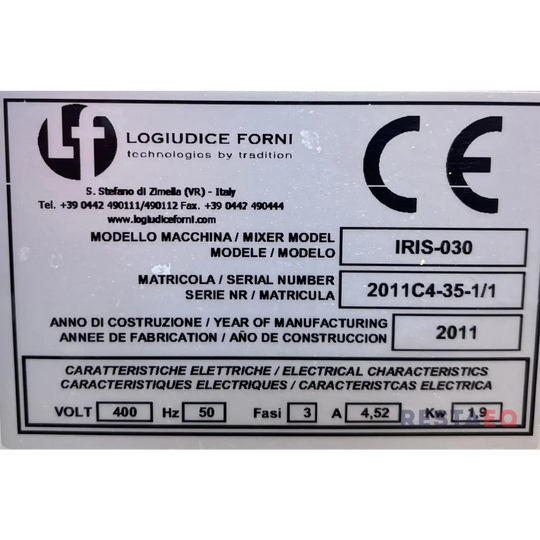 Lf LOGIUDICE FORNI
technologies by tradition
CE
S. Stefano di Zimella (VR) - Italy
Tel. +39 0442 490111/490112 Fax. +39 0442 490444
www.logiudiceforni.com
MODELLO MACCHINA / MIXER MODEL
MODELE / MODELO
IRIS-030
MATRICOLA / SERIAL NUMBER
SERIE NR / MATRICULA
2011C4-35-1/1
ANNO DI COSTRUZIONE / YEAR OF MANUFACTURING
ANNEE DE FABRICATION / AÑO DE CONSTRUCCION
2011
CARATTERISTICHE ELETTRICHE / ELECTRICAL CHARACTERISTICS
CARACTERISTIQUES ELECTRIQUES / CARACTERISTCAS ELECTRICA
VOLT 400 Hz 50 Fasi 3 A 4,52 Kw 1,9
RESTAEO